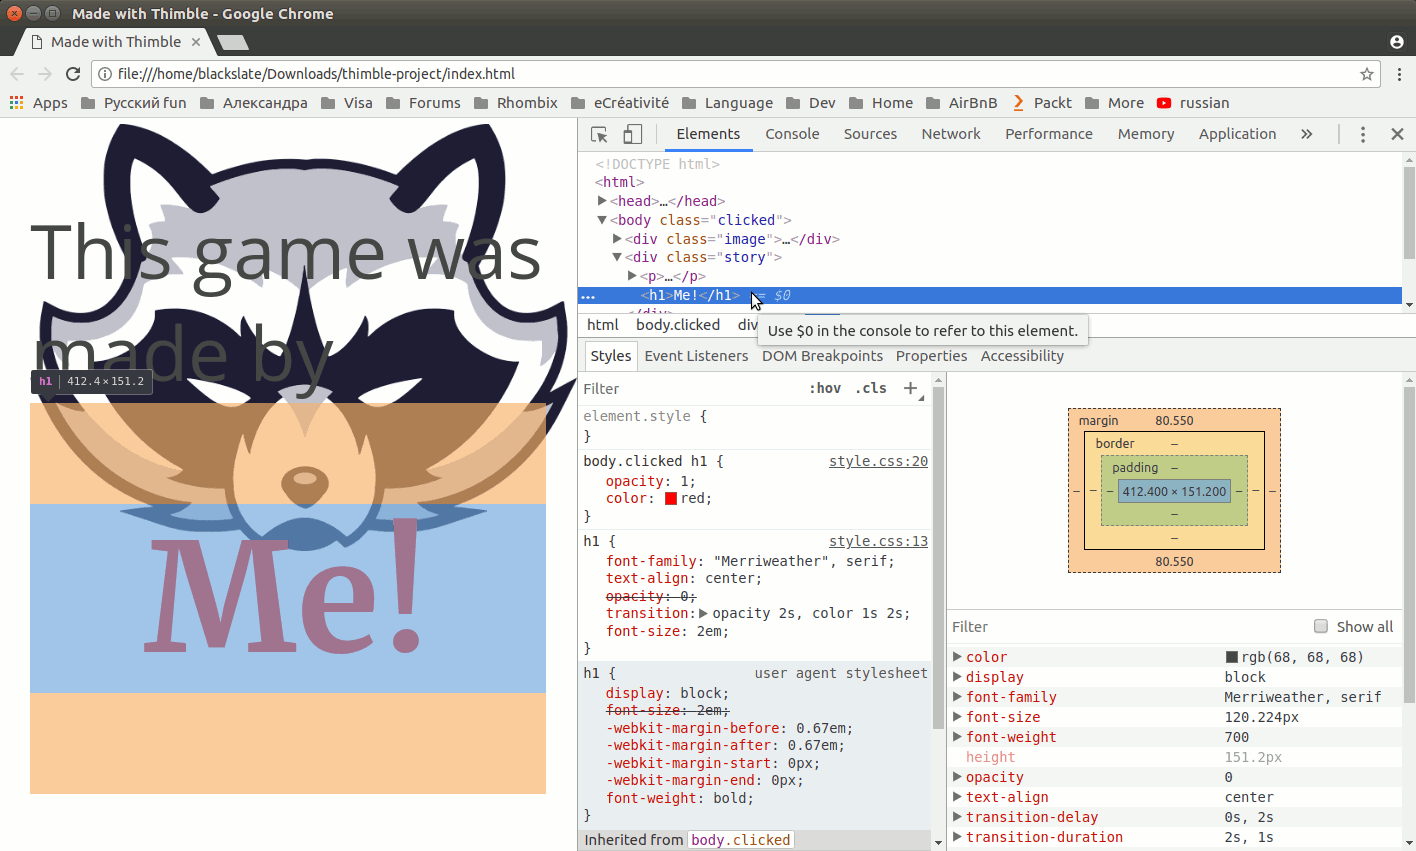 Made with Thimble - Google Chrome
Made with Thimble
file:///home/blackslate/Downloads/thimble-project/index.html
Apps Русский fun Александра Visa Forums Rhombix eCréativité Language Dev Home AirBnB Packt More russian
This game was
made by
h1 412.4×151.2
Me!
Elements Console Sources Network Performance Memory Application »
<!DOCTYPE html>
<html>
<head>…</head>
<body class="clicked">
<div class="image">…</div>
<div class="story">
<p>…</p>
… <h1>Me!</h1> == $0
html body.clicked div
Use $0 in the console to refer to this element.
Styles Event Listeners DOM Breakpoints Properties Accessibility
Filter :hov .cls +
element.style {
}
body.clicked h1 { style.css:20
opacity: 1;
color: red;
}
h1 { style.css:13
font-family: "Merriweather", serif;
text-align: center;
opacity: 0;
transition: opacity 2s, color 1s 2s;
font-size: 2em;
}
h1 { user agent stylesheet
display: block;
font-size: 2em;
-webkit-margin-before: 0.67em;
-webkit-margin-after: 0.67em;
-webkit-margin-start: 0px;
-webkit-margin-end: 0px;
font-weight: bold;
}
Inherited from body.clicked
margin 80.550
border –
padding –
– – – 412.400 × 151.200 – – –
–
–
80.550
Filter Show all
color rgb(68, 68, 68)
display block
font-family Merriweather, serif
font-size 120.224px
font-weight 700
height 151.2px
opacity 0
text-align center
transition-delay 0s, 2s
transition-duration 2s, 1s